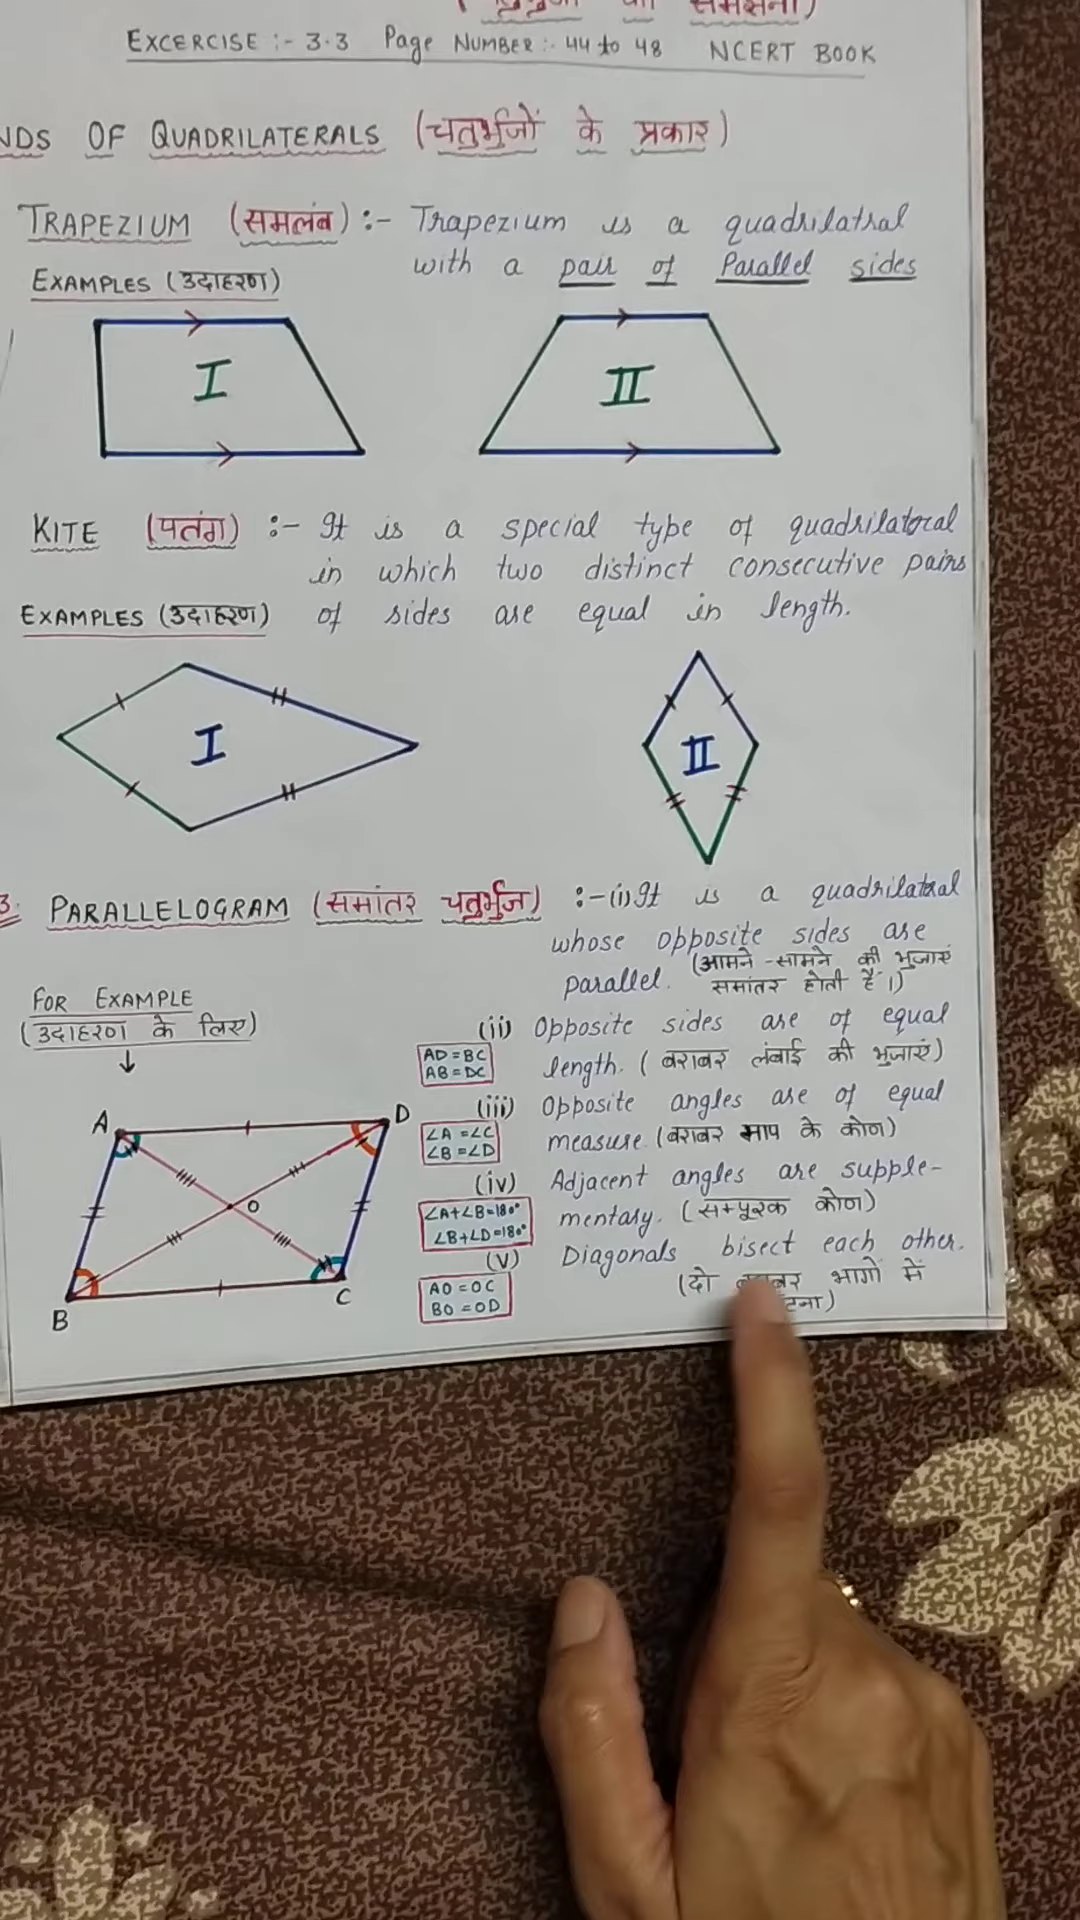 समझना)
EXCERCISE :- 3.3 Page NUMBER :- 44 to 48 NCERT BOOK
NDS OF QUADRILATERALS (चतुर्भुजों के प्रकार)
TRAPEZIUM (समलंब) :- Trapezium is a quadrilatral
with a pair of Parallel sides
EXAMPLES (उदाहरण)
I
II
KITE (पतंग) :- It is a special type of quadrilateral
in which two distinct consecutive pairs
EXAMPLES (उदाहरण) of sides are equal in length.
I
II
3. PARALLELOGRAM (समांतर चतुर्भुज) :- (i) It is a quadrilateral
whose opposite sides are
parallel. (आमने-सामने की भुजाएं
समांतर होती हैं।)
FOR EXAMPLE
(उदाहरण के लिए)
(ii) Opposite sides are of equal
length. (बराबर लंबाई की भुजाएं)
AD = BC
AB = DC
(iii) Opposite angles are of equal
measure. (बराबर माप के कोण)
∠A = ∠C
∠B = ∠D
(iv) Adjacent angles are supple-
mentary. (सम्पूरक कोण)
∠A+∠B=180°
∠B+∠D=180°
(v) Diagonals bisect each other.
(दो भागों में
AO = OC
BO = OD
A
D
O
B
C